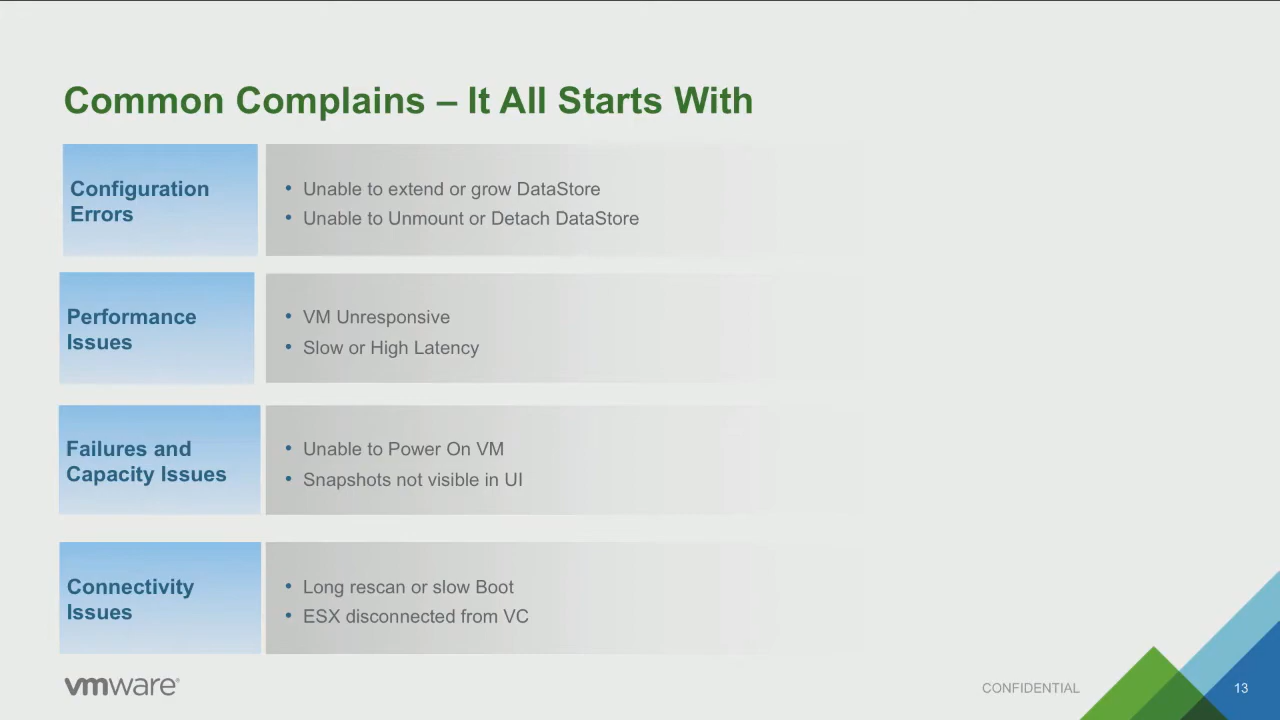 Common Complains – It All Starts With
Configuration
Errors
• Unable to extend or grow DataStore
• Unable to Unmount or Detach DataStore
Performance
Issues
• VM Unresponsive
• Slow or High Latency
Failures and
Capacity Issues
• Unable to Power On VM
• Snapshots not visible in UI
Connectivity
Issues
• Long rescan or slow Boot
• ESX disconnected from VC
vmware®
CONFIDENTIAL
13